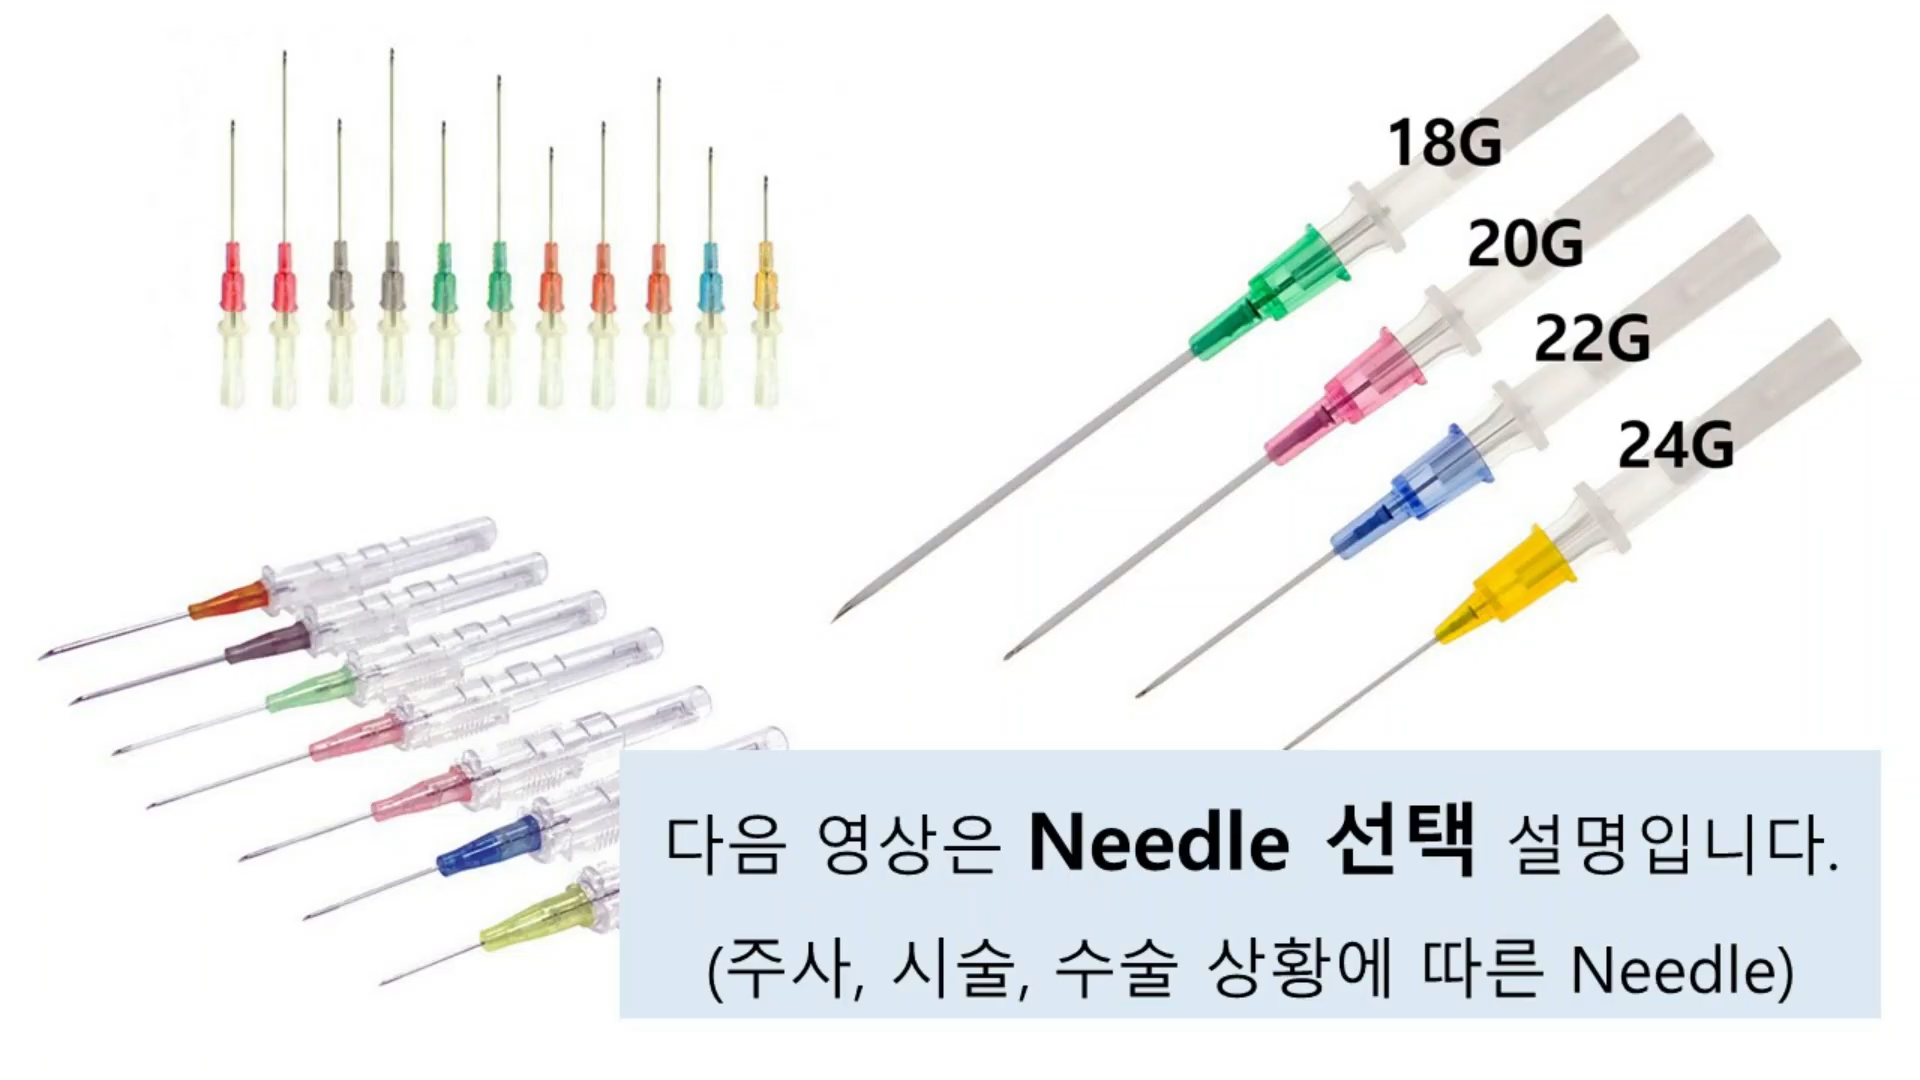 18G
20G
22G
24G
다음 영상은 Needle 선택 설명입니다.
(주사, 시술, 수술 상황에 따른 Needle)